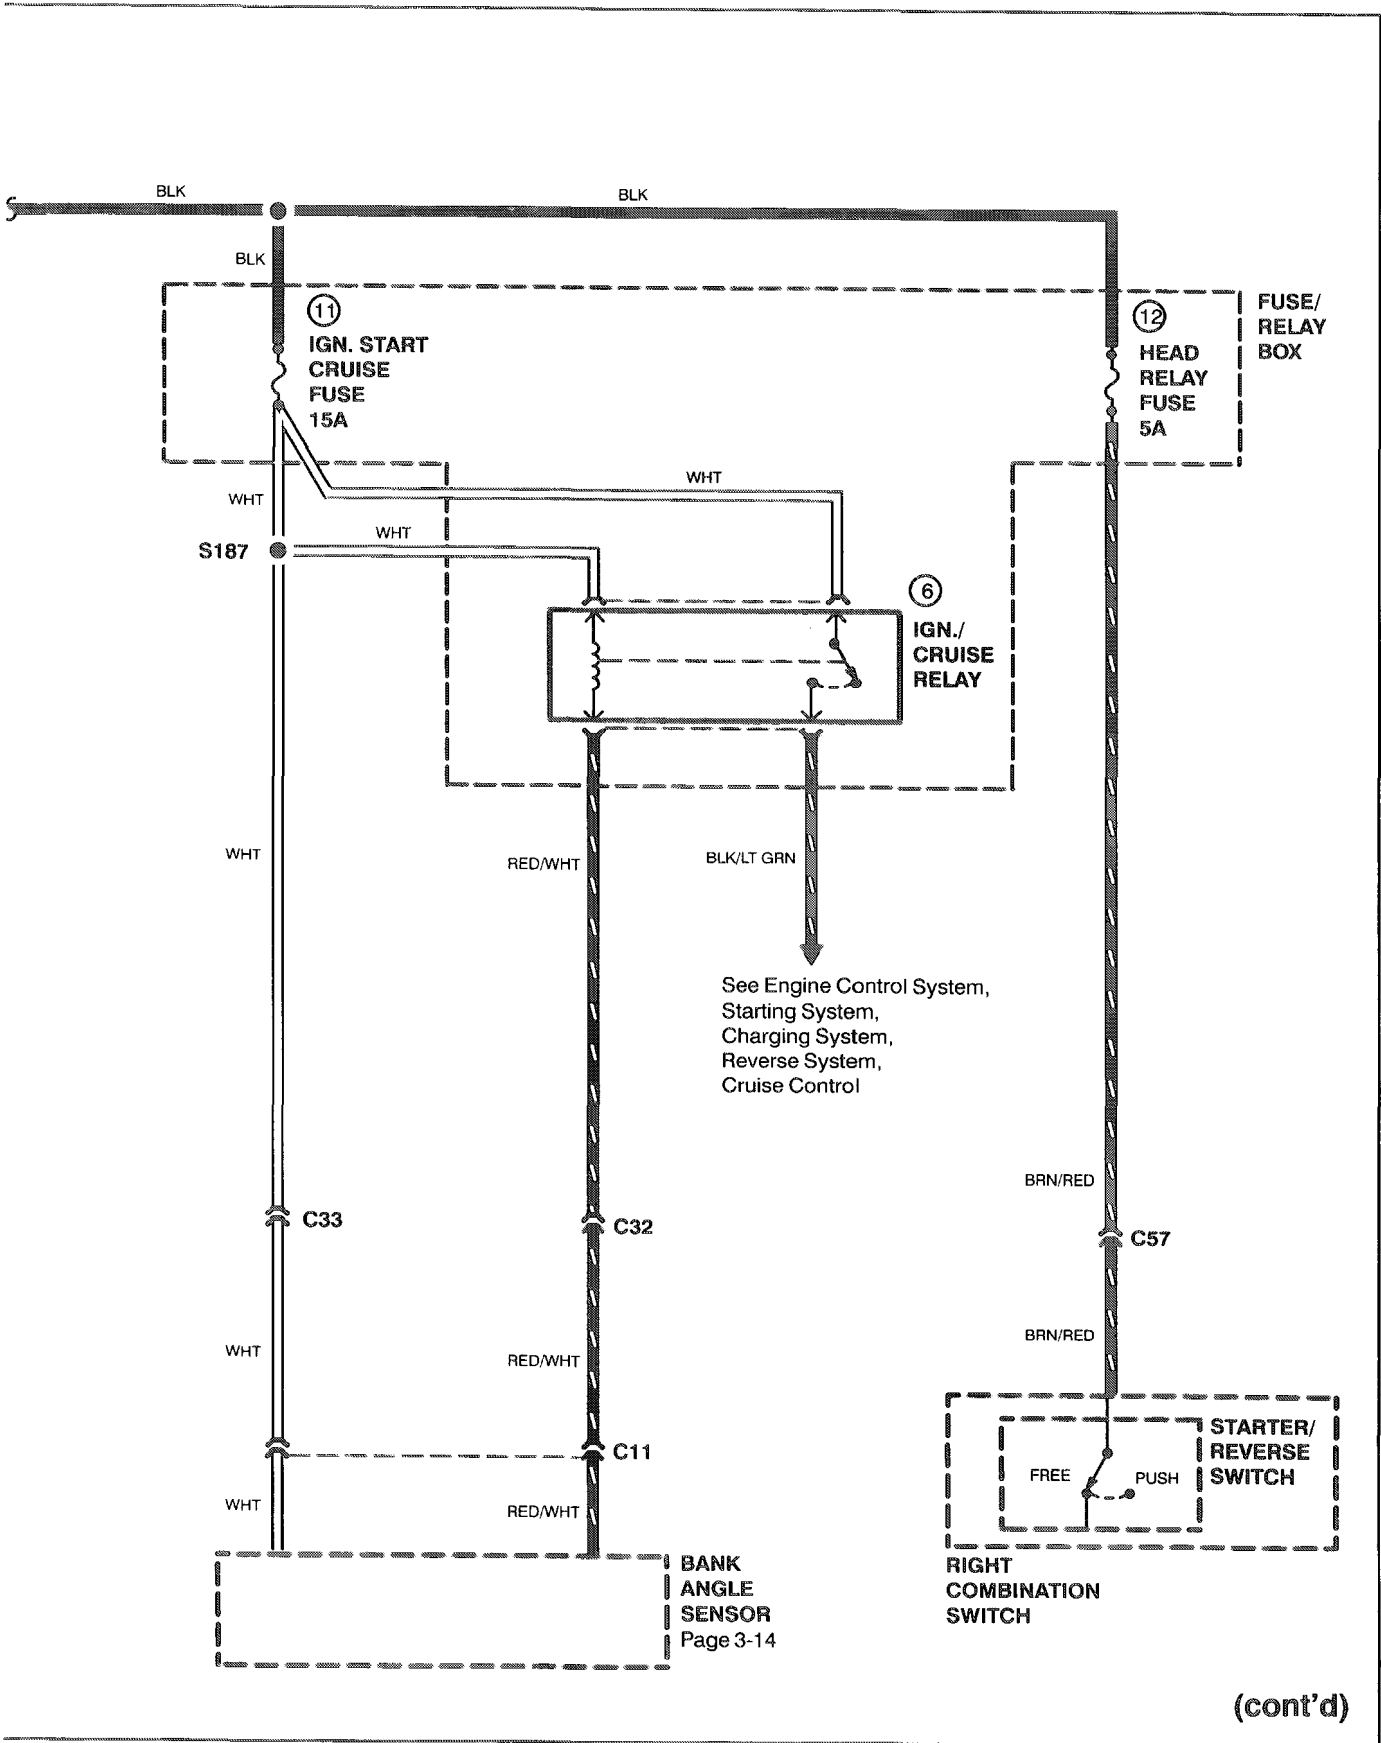 BLK
BLK
BLK
11
IGN. START
CRUISE
FUSE
15A
12
HEAD
RELAY
FUSE
5A
FUSE/
RELAY
BOX
WHT
WHT
WHT
S187
6
IGN./
CRUISE
RELAY
WHT
RED/WHT
BLK/LT GRN
See Engine Control System,
Starting System,
Charging System,
Reverse System,
Cruise Control
BRN/RED
C33
C32
C57
WHT
RED/WHT
BRN/RED
C11
WHT
RED/WHT
FREE
PUSH
STARTER/
REVERSE
SWITCH
RIGHT
COMBINATION
SWITCH
BANK
ANGLE
SENSOR
Page 3-14
(cont'd)